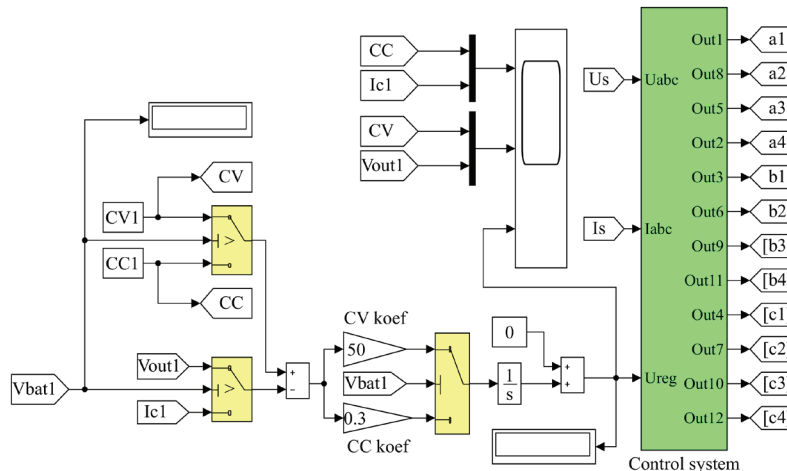 CC
Ic1
CV
Vout1
CV
CV1
>
CC1
CC
Vbat1
Vout1
>
Ic1
+
−
CV koef
50
Vbat1
0.3
CC koef
1
s
0
+
+
Us
Is
Uabc
Iabc
Ureg
Out1
a1
Out8
a2
Out5
a3
Out2
a4
Out3
b1
Out6
b2
Out9
[b3
Out11
[b4
Out4
[c1
Out7
[c2
Out10
[c3
Out12
[c4
Control system